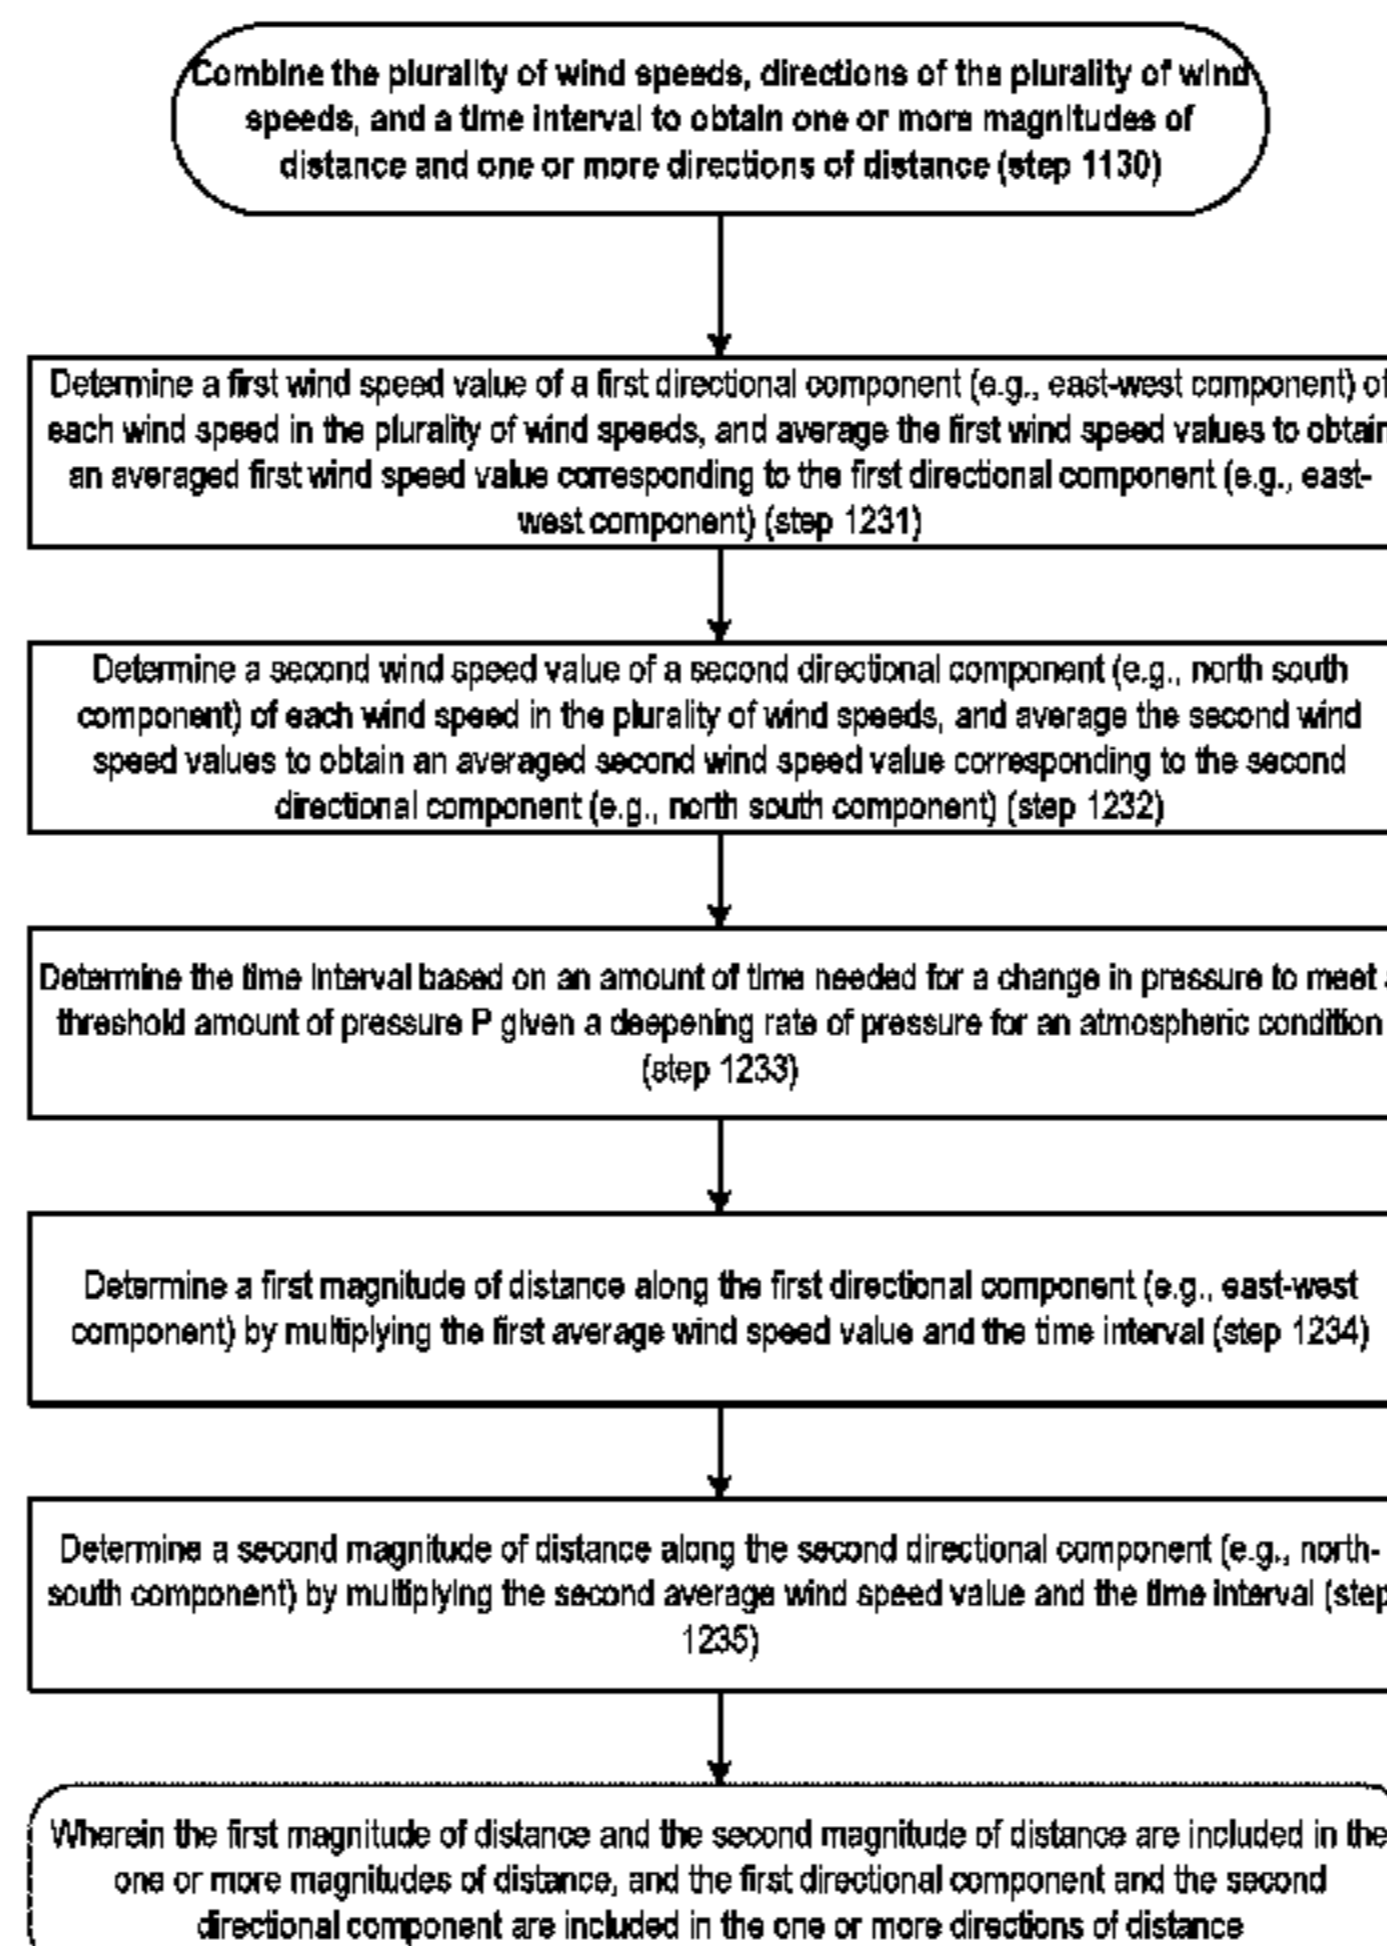 Combine the plurality of wind speeds, directions of the plurality of wind
speeds, and a time interval to obtain one or more magnitudes of
distance and one or more directions of distance (step 1130)
Determine a first wind speed value of a first directional component (e.g., east-west component) of
each wind speed in the plurality of wind speeds, and average the first wind speed values to obtain
an averaged first wind speed value corresponding to the first directional component (e.g., east-
west component) (step 1231)
Determine a second wind speed value of a second directional component (e.g., north south
component) of each wind speed in the plurality of wind speeds, and average the second wind
speed values to obtain an averaged second wind speed value corresponding to the second
directional component (e.g., north south component) (step 1232)
Determine the time interval based on an amount of time needed for a change in pressure to meet a
threshold amount of pressure P given a deepening rate of pressure for an atmospheric condition
(step 1233)
Determine a first magnitude of distance along the first directional component (e.g., east-west
component) by multiplying the first average wind speed value and the time interval (step 1234)
Determine a second magnitude of distance along the second directional component (e.g., north-
south component) by multiplying the second average wind speed value and the time interval (step
1235)
Wherein the first magnitude of distance and the second magnitude of distance are included in the
one or more magnitudes of distance, and the first directional component and the second
directional component are included in the one or more directions of distance